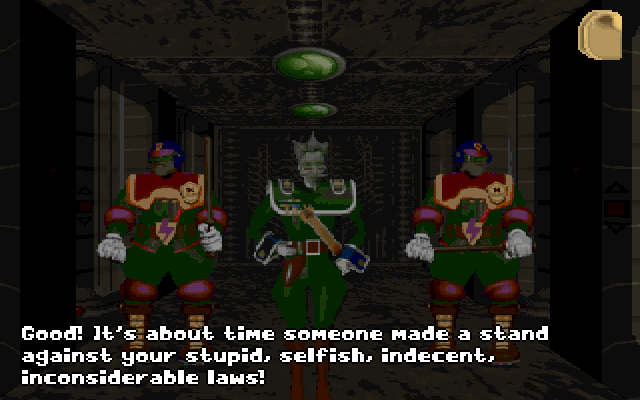 Good! It's about time someone made a stand
against your stupid, selfish, indecent,
inconsiderable laws!